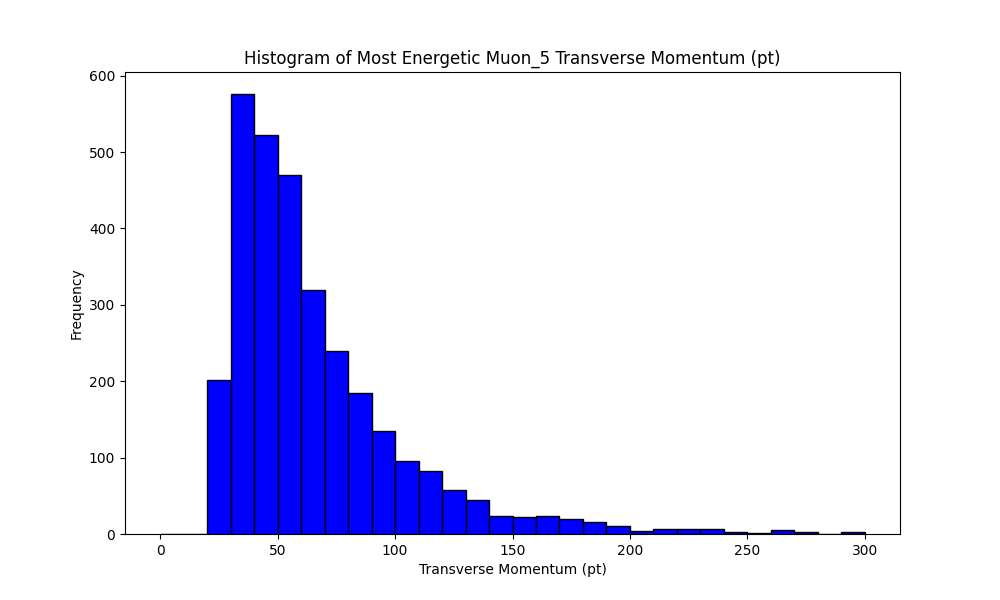 Histogram of Most Energetic Muon_5 Transverse Momentum (pt)
600
500
400
300
200
100
0
Frequency
0 50 100 150 200 250 300
Transverse Momentum (pt)